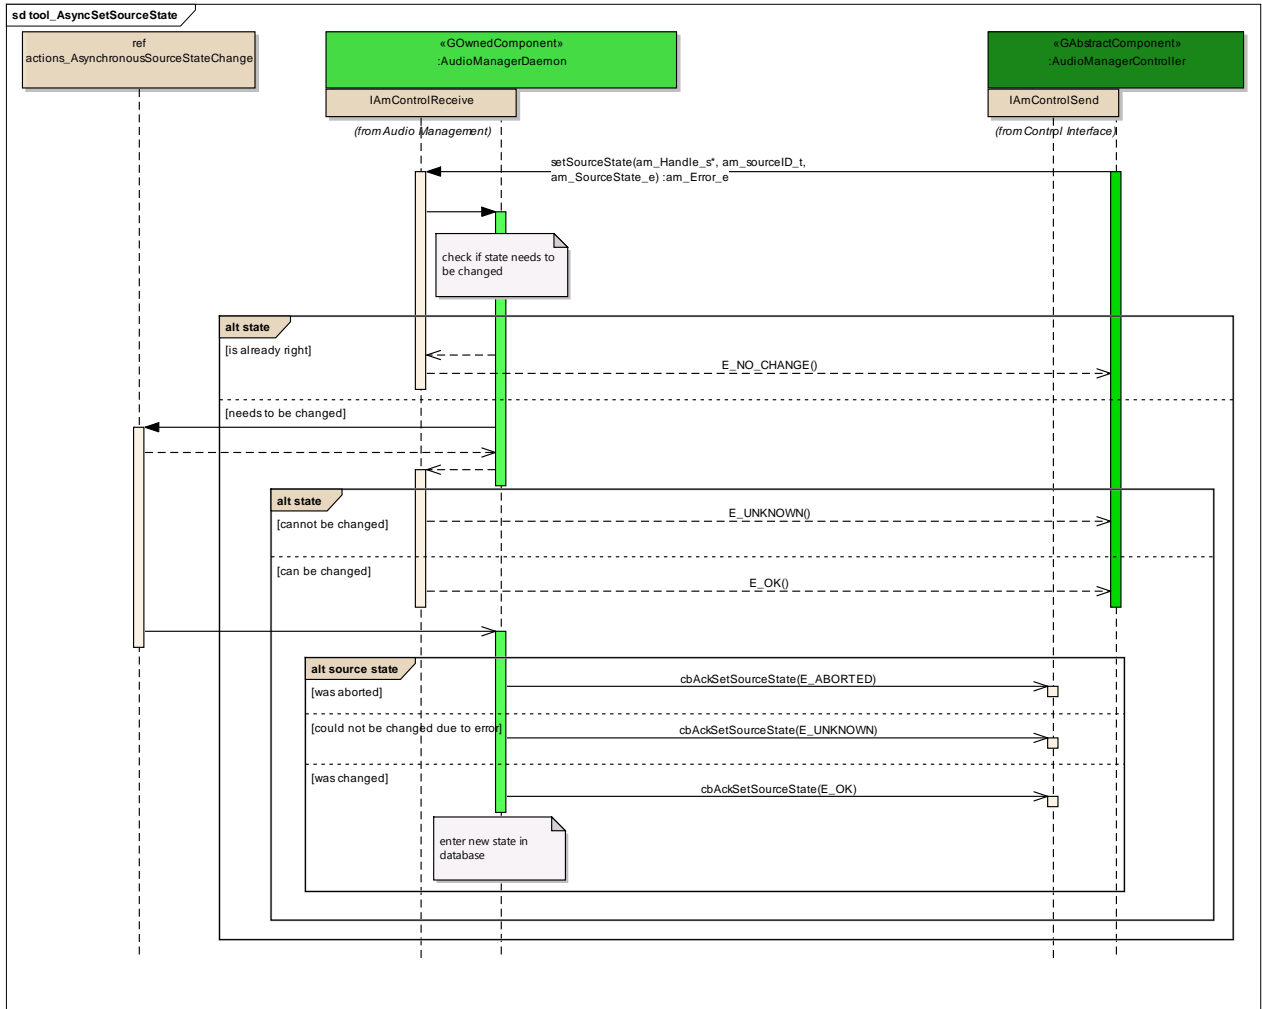 sd tool_AsyncSetSourceState
ref
actions_AsynchronousSourceStateChange
«GOwnedComponent»
:AudioManagerDaemon
«GAbstractComponent»
:AudioManagerController
IAmControlReceive
IAmControlSend
(from Audio Management)
(from Control Interface)
setSourceState(am_Handle_s*, am_sourceID_t,
am_SourceState_e) :am_Error_e
check if state needs to
be changed
alt state
[is already right]
E_NO_CHANGE()
[needs to be changed]
alt state
[cannot be changed]
E_UNKNOWN()
[can be changed]
E_OK()
alt source state
[was aborted]
cbAckSetSourceState(E_ABORTED)
[could not be changed due to error]
cbAckSetSourceState(E_UNKNOWN)
[was changed]
cbAckSetSourceState(E_OK)
enter new state in
database